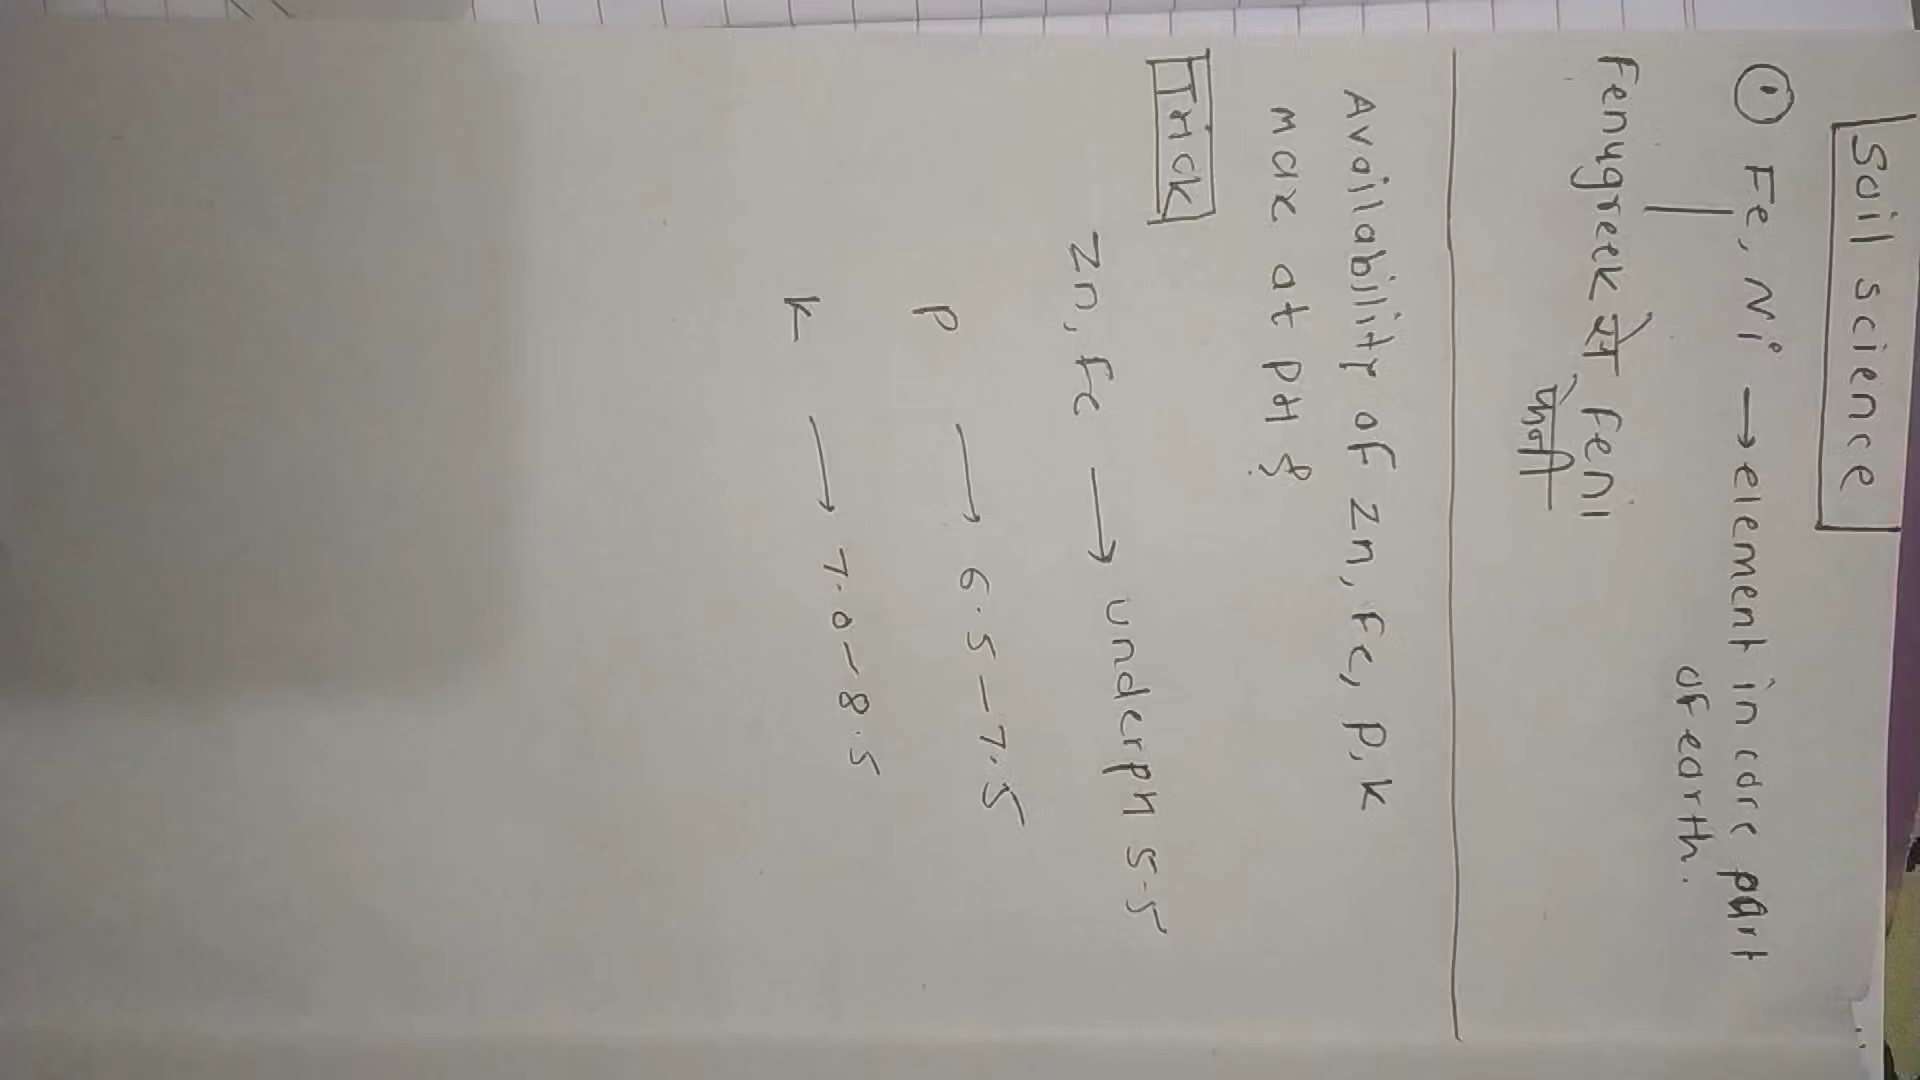 Soil science
① Fe, Ni → element in core part
of earth.
Fenugreek से Feni
Availability of Zn, Fe, P, K
max at pH :
Trick
Zn, Fe → under pH 5.5
P → 6.5 – 7.5
K → 7.0 – 8.5